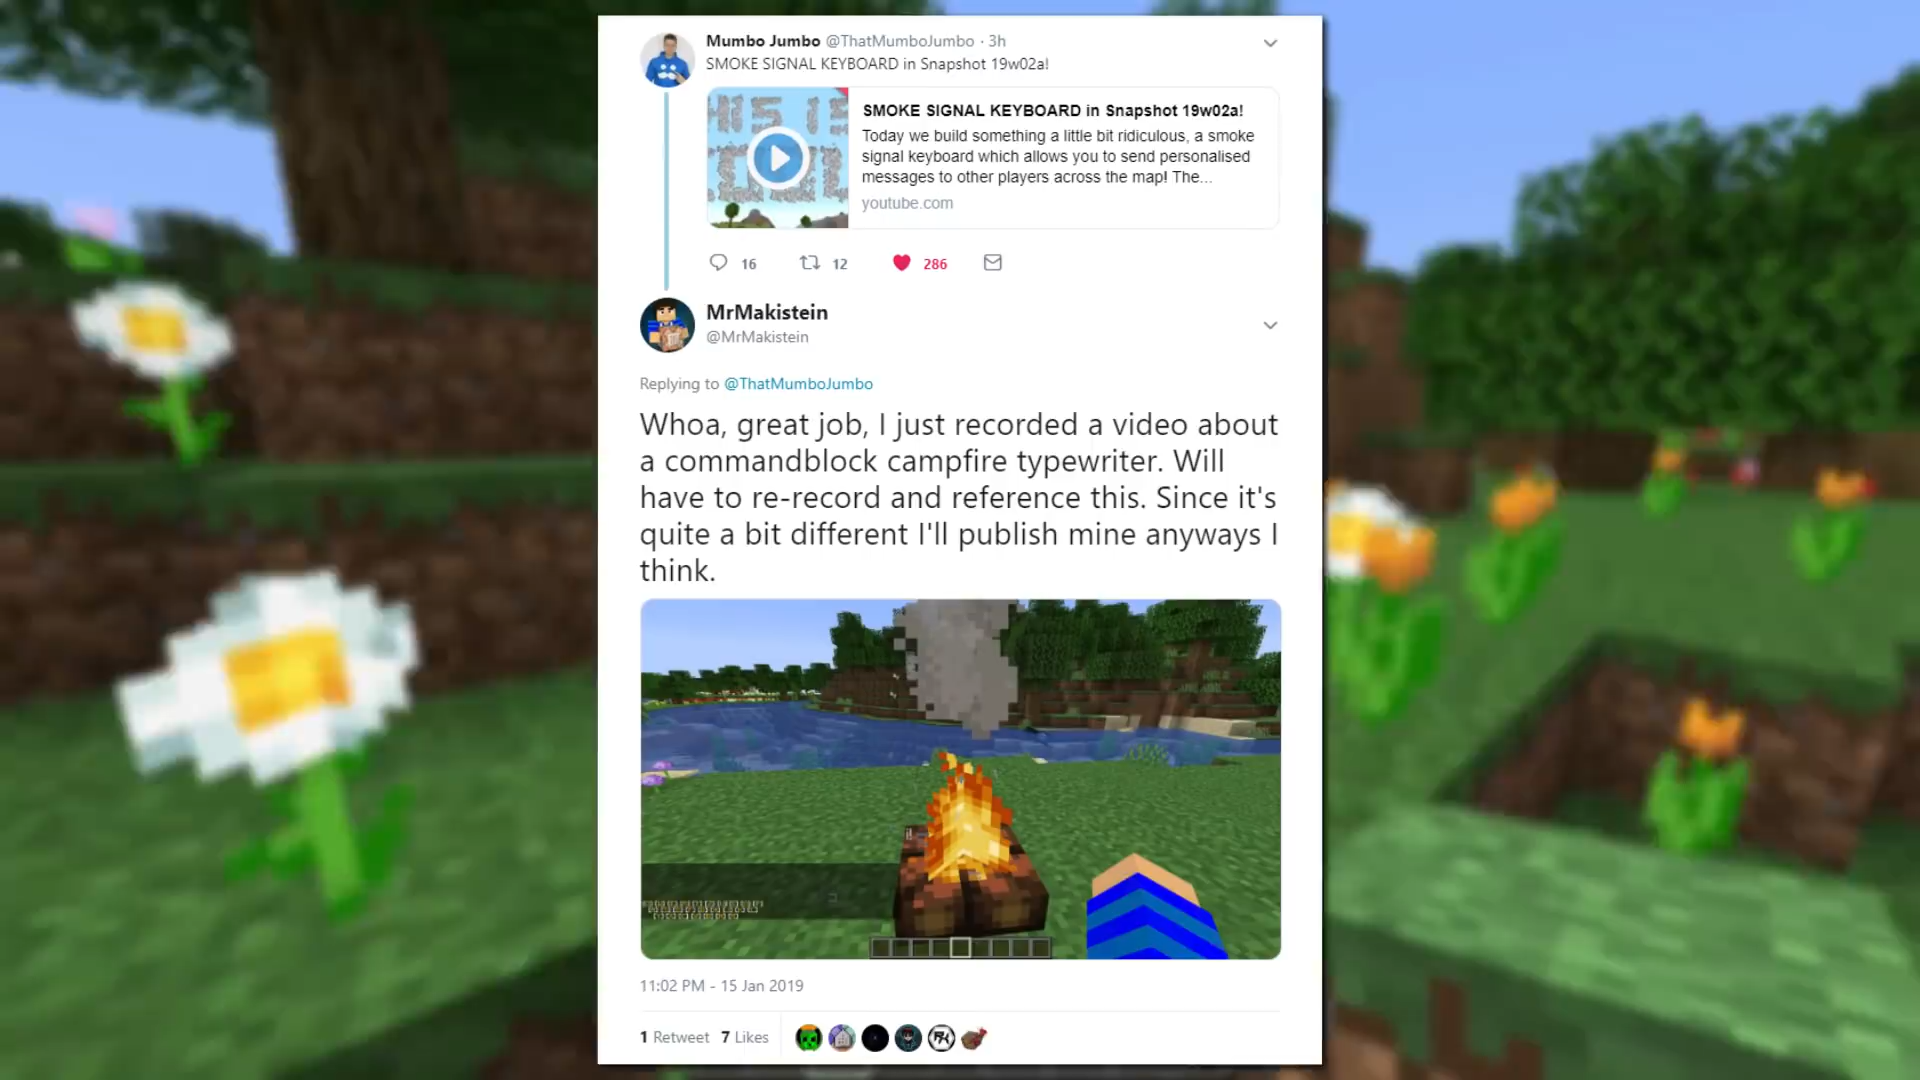 Mumbo Jumbo @ThatMumboJumbo · 3h
SMOKE SIGNAL KEYBOARD in Snapshot 19w02a!
SMOKE SIGNAL KEYBOARD in Snapshot 19w02a!
Today we build something a little bit ridiculous, a smoke
signal keyboard which allows you to send personalised
messages to other players across the map! The...
youtube.com
16 12 286
MrMakistein
@MrMakistein
Replying to @ThatMumboJumbo
Whoa, great job, I just recorded a video about
a commandblock campfire typewriter. Will
have to re-record and reference this. Since it's
quite a bit different I'll publish mine anyways I
think.
11:02 PM - 15 Jan 2019
1 Retweet 7 Likes